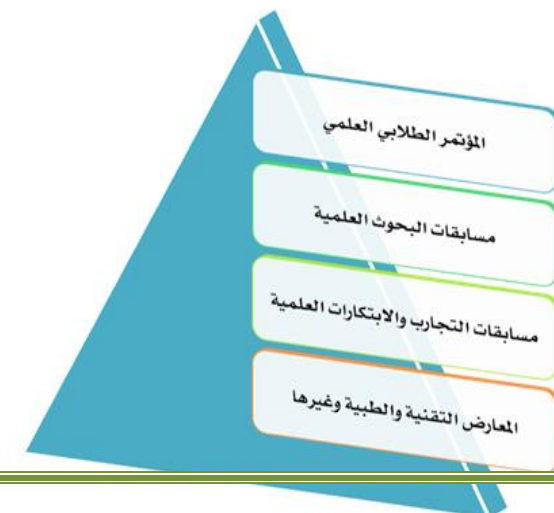 المؤتمر الطلابي العلمي
مسابقات البحوث العلمية
مسابقات التجارب والابتكارات العلمية
المعارض التقنية والطبية وغيرها